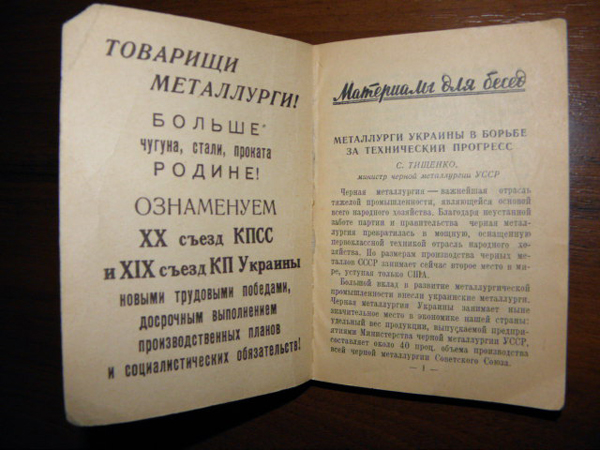 ТОВАРИЩИ
МЕТАЛЛУРГИ!
БОЛЬШЕ
чугуна, стали, проката
РОДИНЕ!
ОЗНАМЕНУЕМ
XX съезд КПСС
и XIX съезд КП Украины
новыми трудовыми победами,
досрочным выполнением
производственных планов
и социалистических обязательств!
Материалы для бесед
МЕТАЛЛУРГИ УКРАИНЫ В БОРЬБЕ
ЗА ТЕХНИЧЕСКИЙ ПРОГРЕСС
С. ТИЩЕНКО,
министр черной металлургии УССР
Черная металлургия — важнейшая отрасль
тяжелой промышленности, являющейся основой
всего народного хозяйства. Благодаря неустанной
заботе партии и правительства черная метал-
лургия превратилась в мощную, оснащенную
первоклассной техникой отрасль народного хо-
зяйства. По размерам производства черных ме-
таллов СССР занимает сейчас второе место в ми-
ре, уступая только США.
Большой вклад в развитие металлургической
промышленности внесли украинские металлурги.
Черная металлургия Украины занимает ныне
значительное место в экономике нашей страны:
удельный вес продукции, выпускаемой предпри-
ятиями Министерства черной металлургии УССР,
составляет около 40 проц. объема производства
всей черной металлургии Советского Союза.
— 1 —